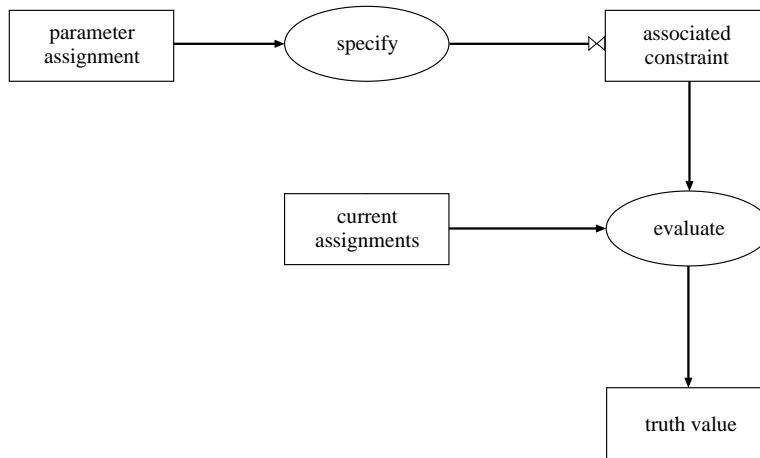 parameter
assignment
specify
associated
constraint
current
assignments
evaluate
truth value